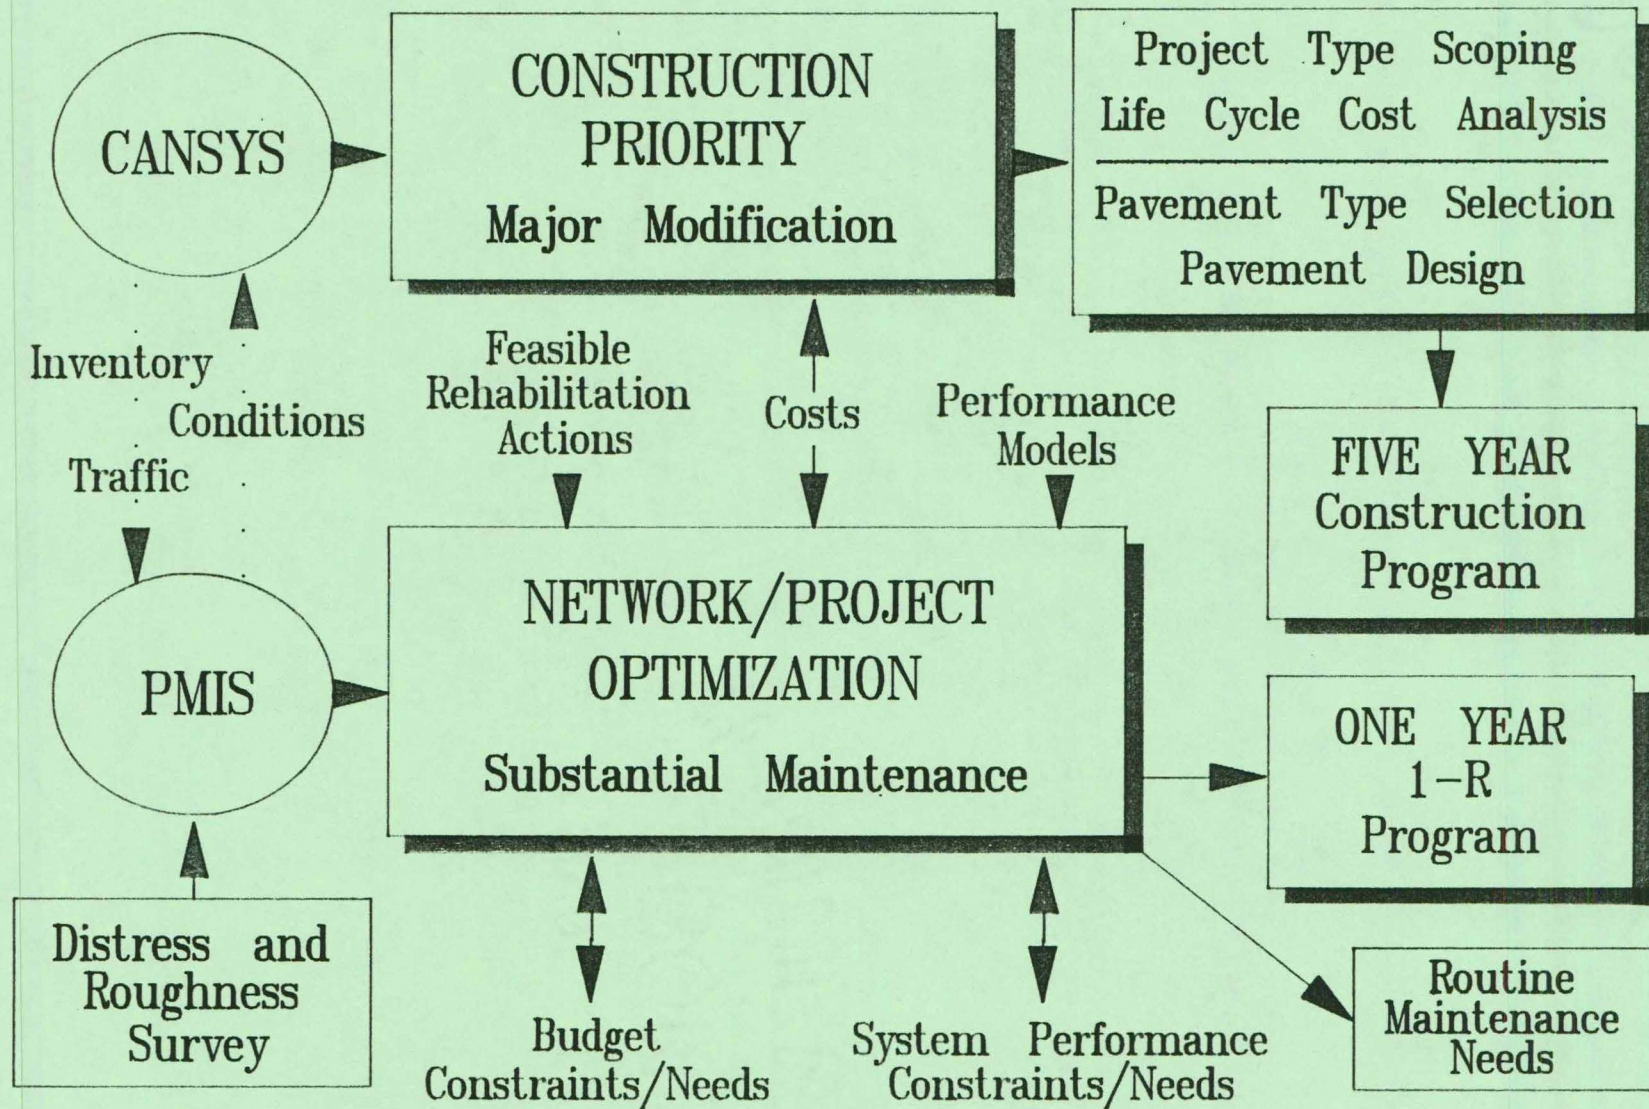 CANSYS
CONSTRUCTION
PRIORITY
Major Modification
Project Type Scoping
Life Cycle Cost Analysis
Pavement Type Selection
Pavement Design
Inventory
Conditions
Traffic
Feasible
Rehabilitation
Actions
Costs
Performance
Models
FIVE YEAR
Construction
Program
PMIS
NETWORK/PROJECT
OPTIMIZATION
Substantial Maintenance
ONE YEAR
1-R
Program
Distress and
Roughness
Survey
Budget
Constraints/Needs
System Performance
Constraints/Needs
Routine
Maintenance
Needs